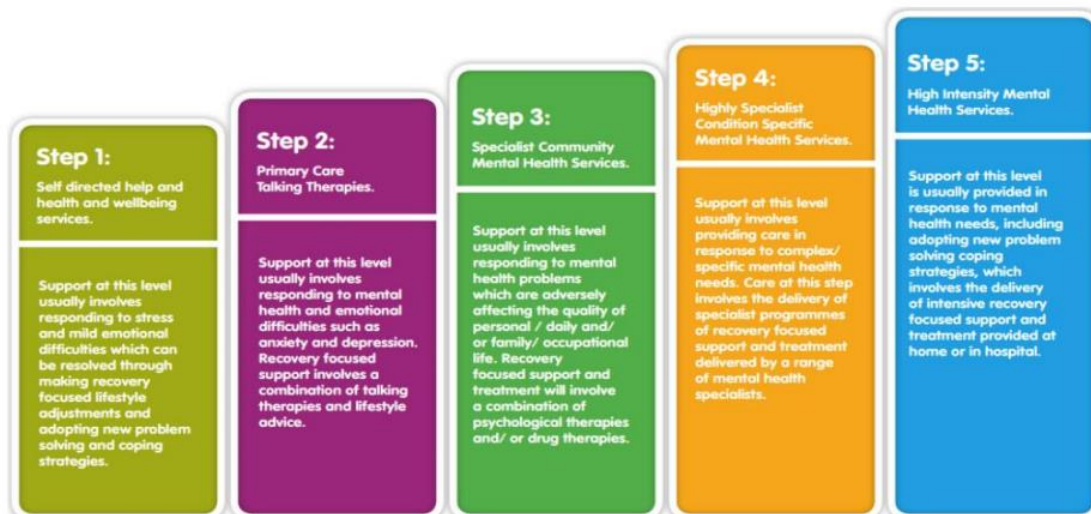 Step 1:
Self directed help and
health and wellbeing
services.
Support at this level
usually involves
responding to stress
and mild emotional
difficulties which can
be resolved through
making recovery
focused lifestyle
adjustments and
adopting new problem
solving and coping
strategies.
Step 2:
Primary Care
Talking Therapies.
Support at this level
usually involves
responding to mental
health and emotional
difficulties such as
anxiety and depression.
Recovery focused
support involves a
combination of talking
therapies and lifestyle
advice.
Step 3:
Specialist Community
Mental Health Services.
Support at this level
usually involves
responding to mental
health problems
which are adversely
affecting the quality of
personal / daily and/
or family/ occupational
life. Recovery
focused support and
treatment will involve
a combination of
psychological therapies
and/ or drug therapies.
Step 4:
Highly Specialist
Condition Specific
Mental Health Services.
Support at this level
usually involves
providing care in
response to complex/
specific mental health
needs. Care at this step
involves the delivery of
specialist programmes
of recovery focused
support and treatment
delivered by a range
of mental health
specialists.
Step 5:
High Intensity Mental
Health Services.
Support at this level
is usually provided in
response to mental
health needs, including
adopting new problem
solving coping
strategies, which
involves the delivery
of intensive recovery
focused support and
treatment provided at
home or in hospital.